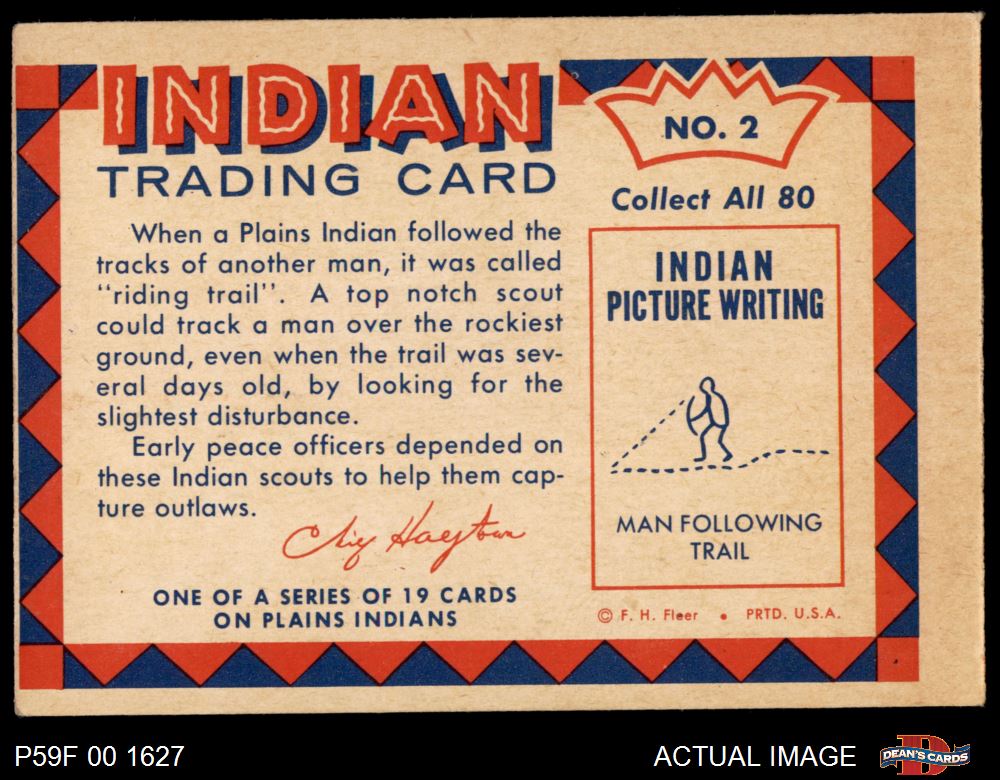 INDIAN
TRADING CARD
NO. 2
Collect All 80
When a Plains Indian followed the
tracks of another man, it was called
"riding trail". A top notch scout
could track a man over the rockiest
ground, even when the trail was sev-
eral days old, by looking for the
slightest disturbance.
Early peace officers depended on
these Indian scouts to help them cap-
ture outlaws.
ONE OF A SERIES OF 19 CARDS
ON PLAINS INDIANS
INDIAN
PICTURE WRITING
MAN FOLLOWING
TRAIL
© F. H. Fleer • PRTD. U.S.A.
P59F 00 1627
ACTUAL IMAGE
DEAN'S CARDS